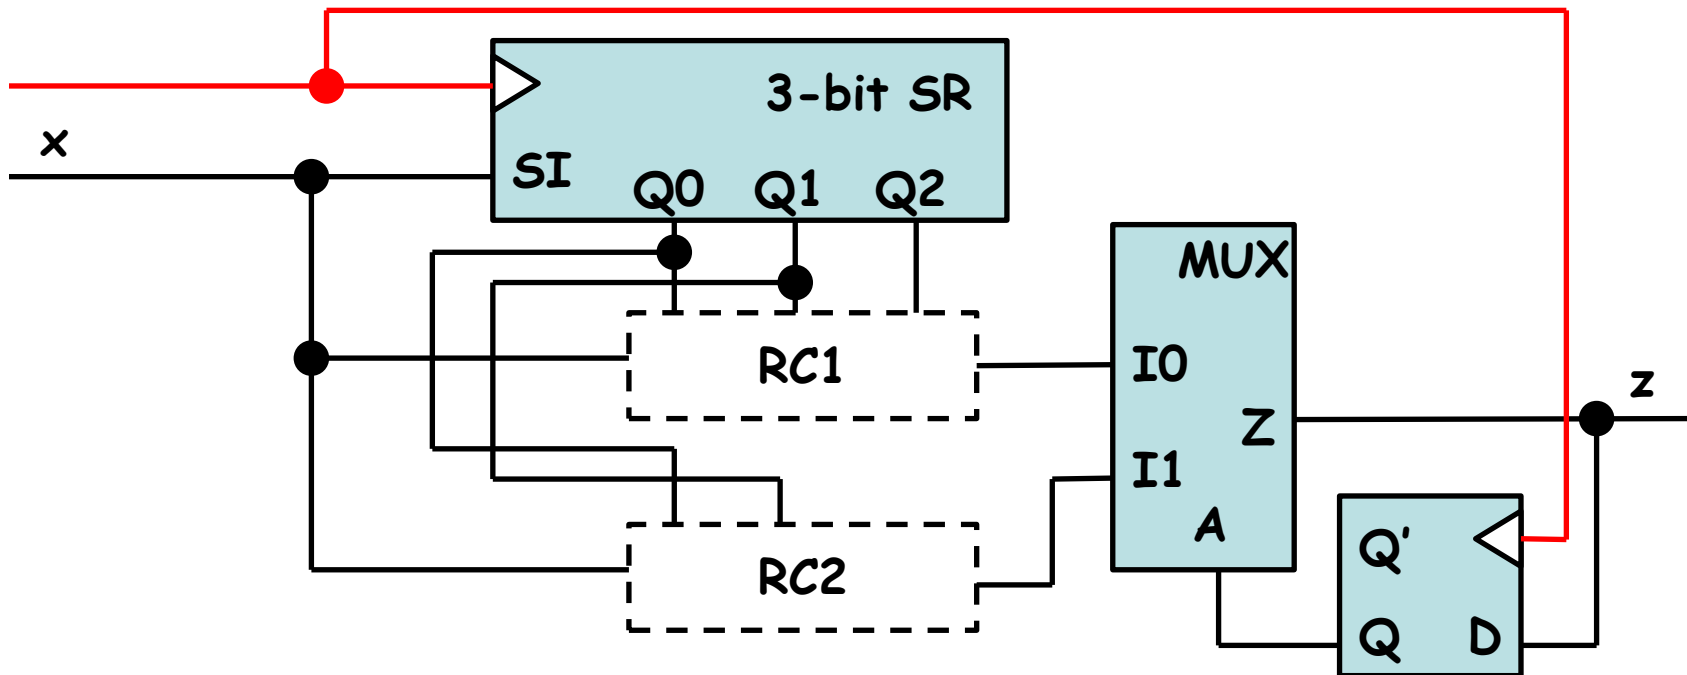 3-bit SR
x
SI
Q0 Q1 Q2
MUX
RC1
I0
z
Z
I1
A
Q'
RC2
Q D